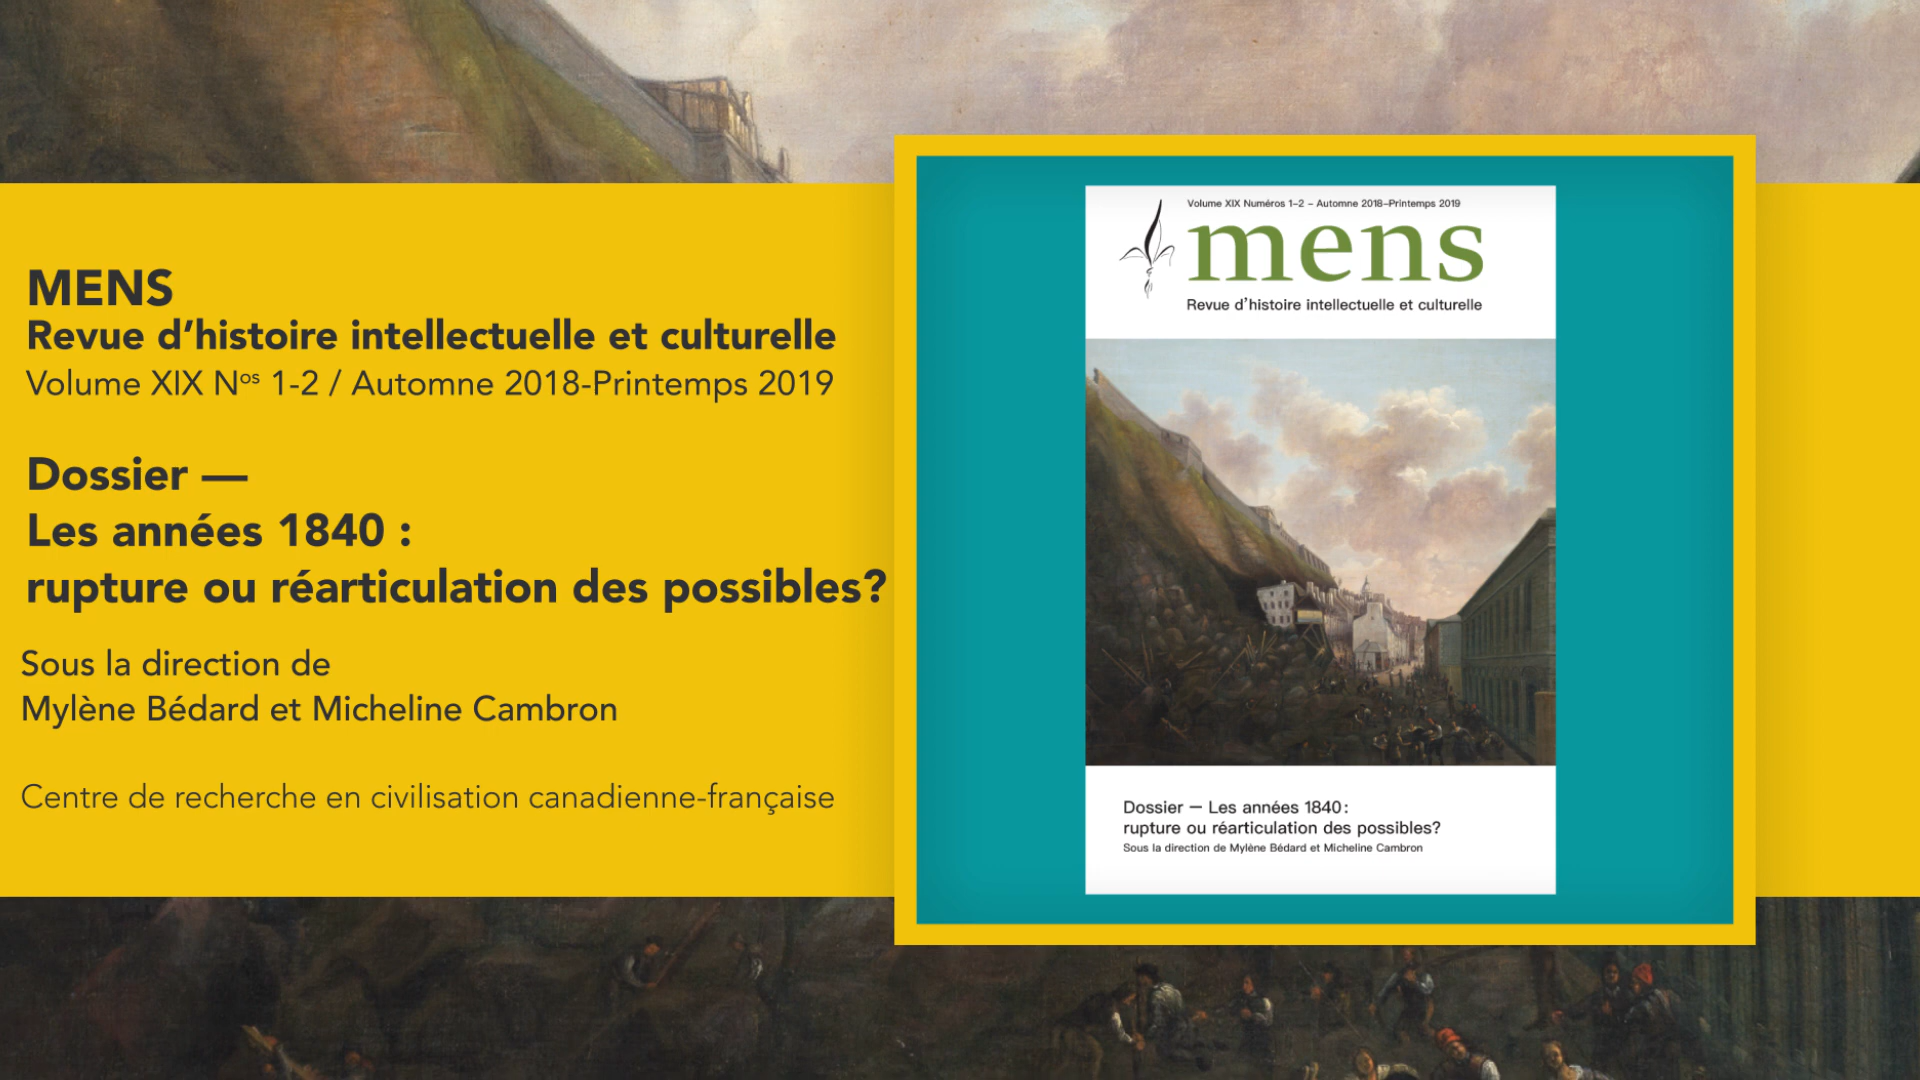 MENS
Revue d’histoire intellectuelle et culturelle
Volume XIX Nos 1-2 / Automne 2018-Printemps 2019
Dossier —
Les années 1840 :
rupture ou réarticulation des possibles?
Sous la direction de
Mylène Bédard et Micheline Cambron
Centre de recherche en civilisation canadienne-française
Volume XIX Numéros 1–2 – Automne 2018–Printemps 2019
mens
Revue d’histoire intellectuelle et culturelle
Dossier — Les années 1840:
rupture ou réarticulation des possibles?
Sous la direction de Mylène Bédard et Micheline Cambron